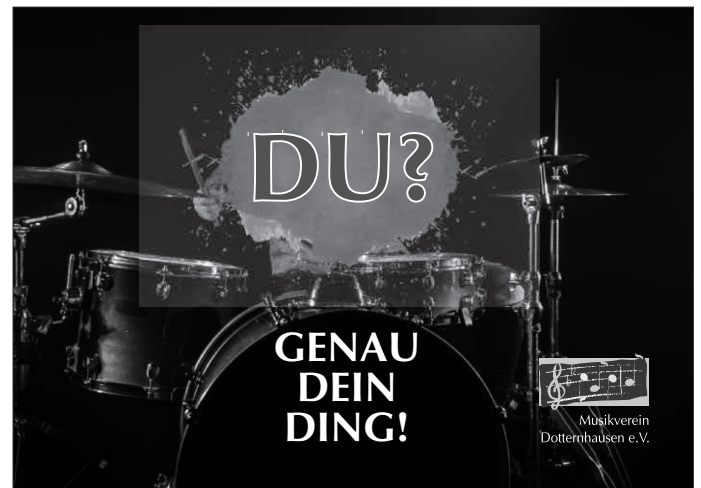 DU?
GENAU
DEIN
DING!
Musikverein
Dotternhausen e.V.